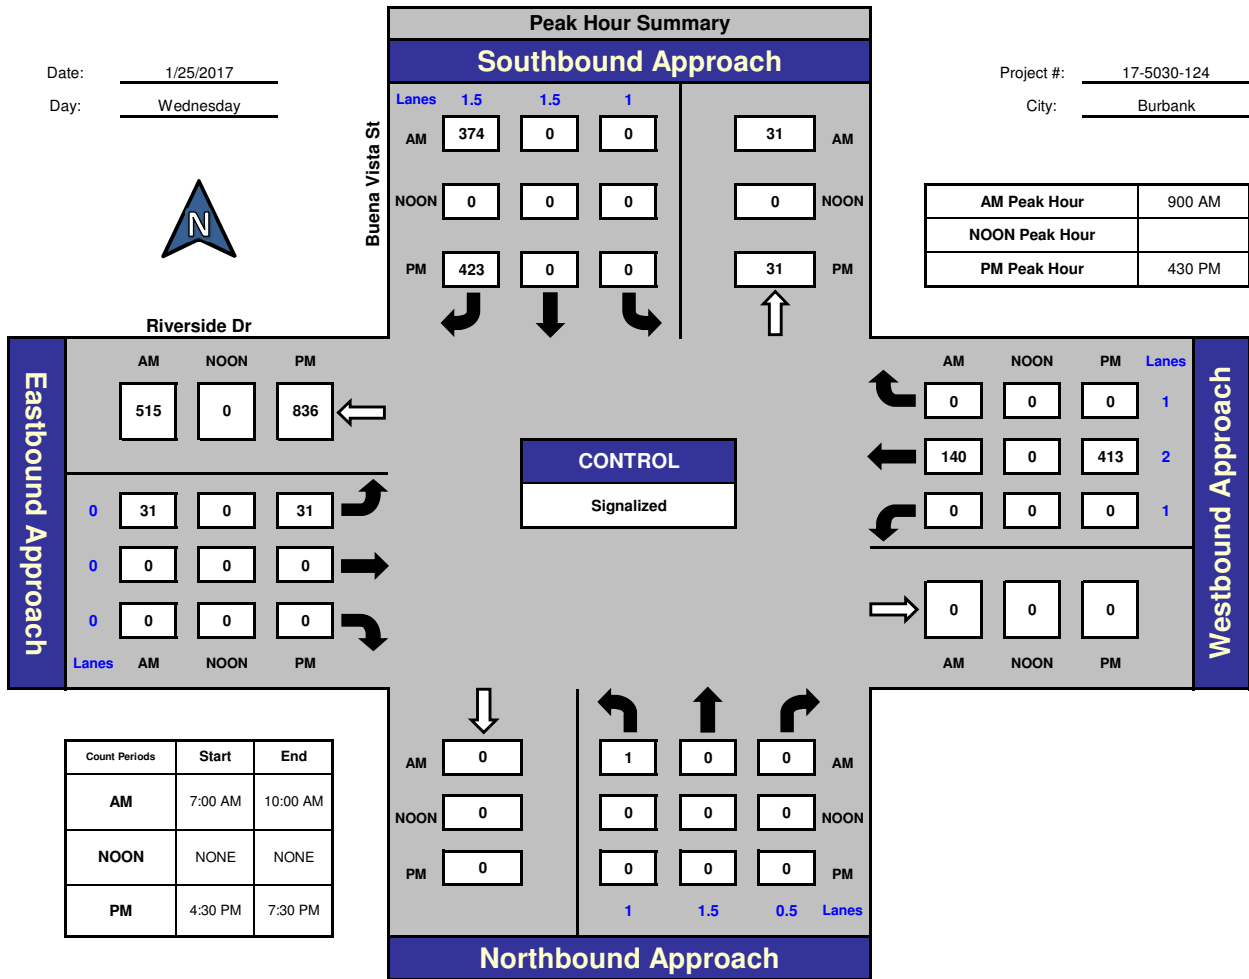 Peak Hour Summary
Southbound Approach
Date: 1/25/2017
Day: Wednesday
Project #: 17-5030-124
City: Burbank
Buena Vista St
Lanes 1.5 1.5 1
AM 374 0 0 31 AM
NOON 0 0 0 0 NOON
PM 423 0 0 31 PM
N
AM Peak Hour 900 AM
NOON Peak Hour
PM Peak Hour 430 PM
Riverside Dr
Eastbound Approach
AM NOON PM
515 0 836
0 31 0 31
0 0 0 0
0 0 0 0
Lanes AM NOON PM
CONTROL
Signalized
AM NOON PM Lanes
0 0 0 1
140 0 413 2
0 0 0 1
0 0 0
AM NOON PM
Westbound Approach
Count Periods Start End
AM 7:00 AM 10:00 AM
NOON NONE NONE
PM 4:30 PM 7:30 PM
AM 0 1 0 0 AM
NOON 0 0 0 0 NOON
PM 0 0 0 0 PM
1 1.5 0.5 Lanes
Northbound Approach